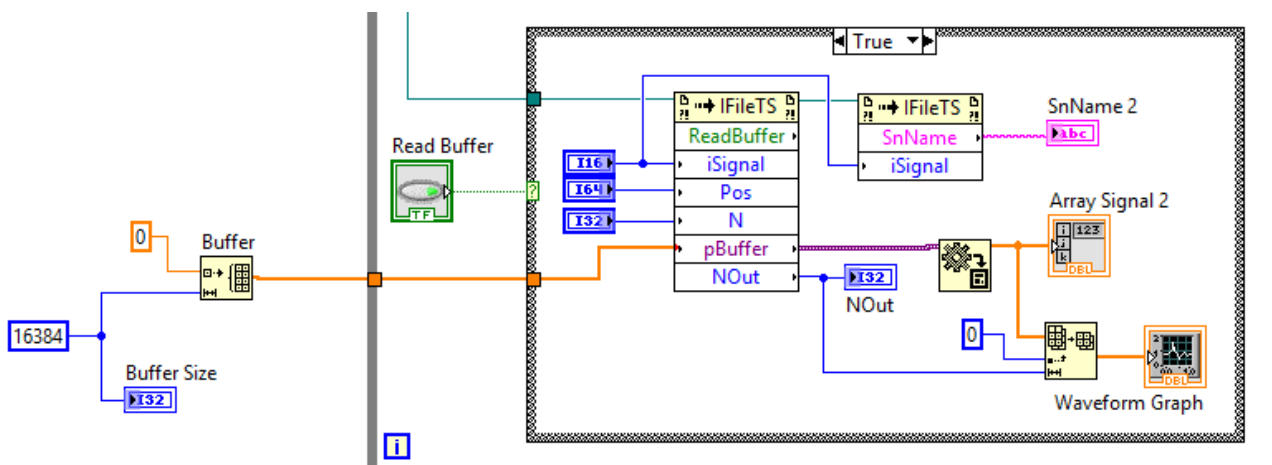 True
IFileTS
ReadBuffer
iSignal
Pos
N
pBuffer
NOut
IFileTS
SnName
iSignal
SnName 2
abc
Read Buffer
TF
?
I16
I64
I32
Array Signal 2
i
j
k
123
DBL
0
Buffer
I32
NOut
16384
0
Buffer Size
I32
DBL
Waveform Graph
i